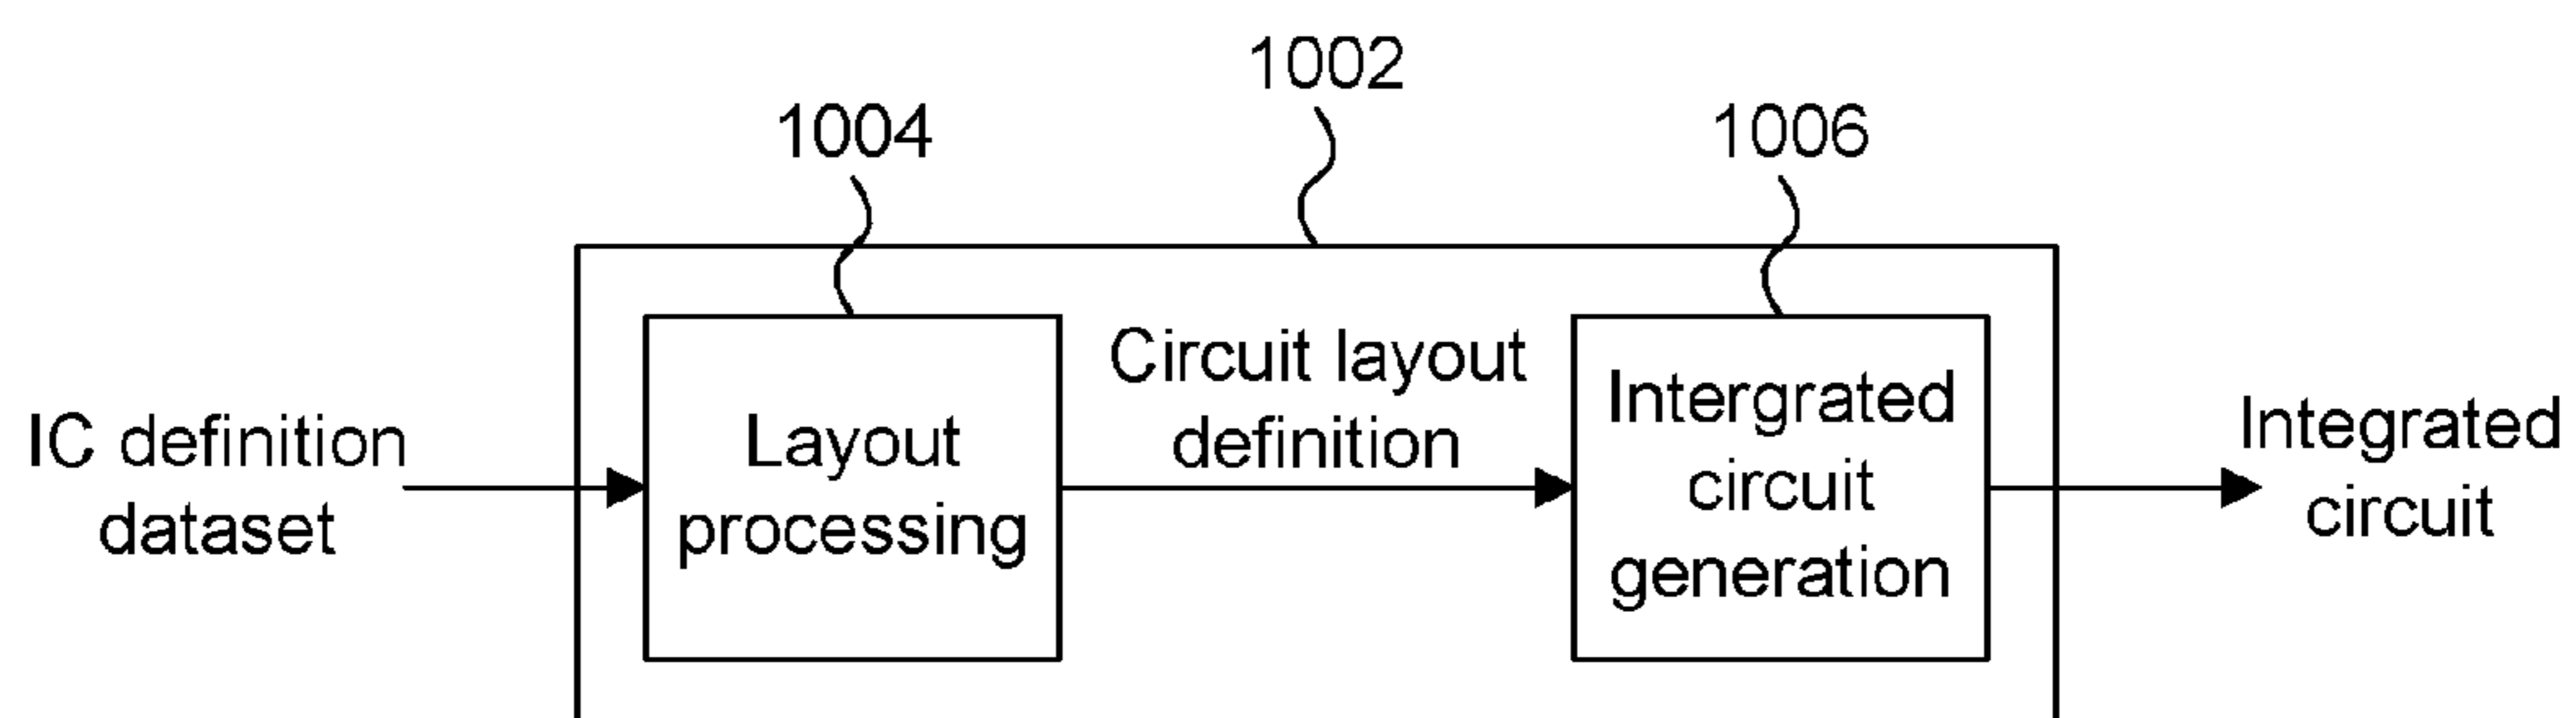 1002
1004
1006
IC definition
dataset
Layout
processing
Circuit layout
definition
Intergrated
circuit
generation
Integrated
circuit